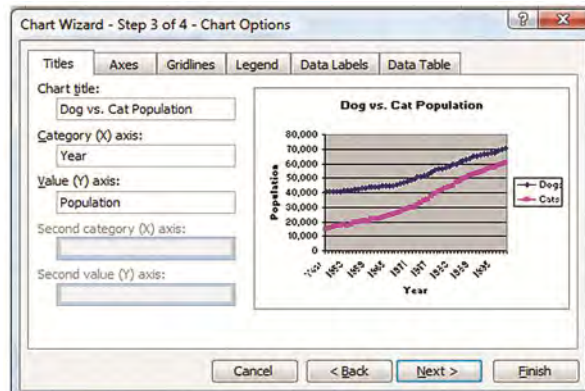 Chart Wizard - Step 3 of 4 - Chart Options
Titles
Axes
Gridlines
Legend
Data Labels
Data Table
Chart title:
Dog vs. Cat Population
Category (X) axis:
Year
Value (Y) axis:
Population
Second category (X) axis:
Second value (Y) axis:
Dog vs. Cat Population
80,000
70,000
60,000
50,000
40,000
30,000
20,000
10,000
0
Population
Year
Dogs
Cats
Year
Cancel
< Back
Next >
Finish